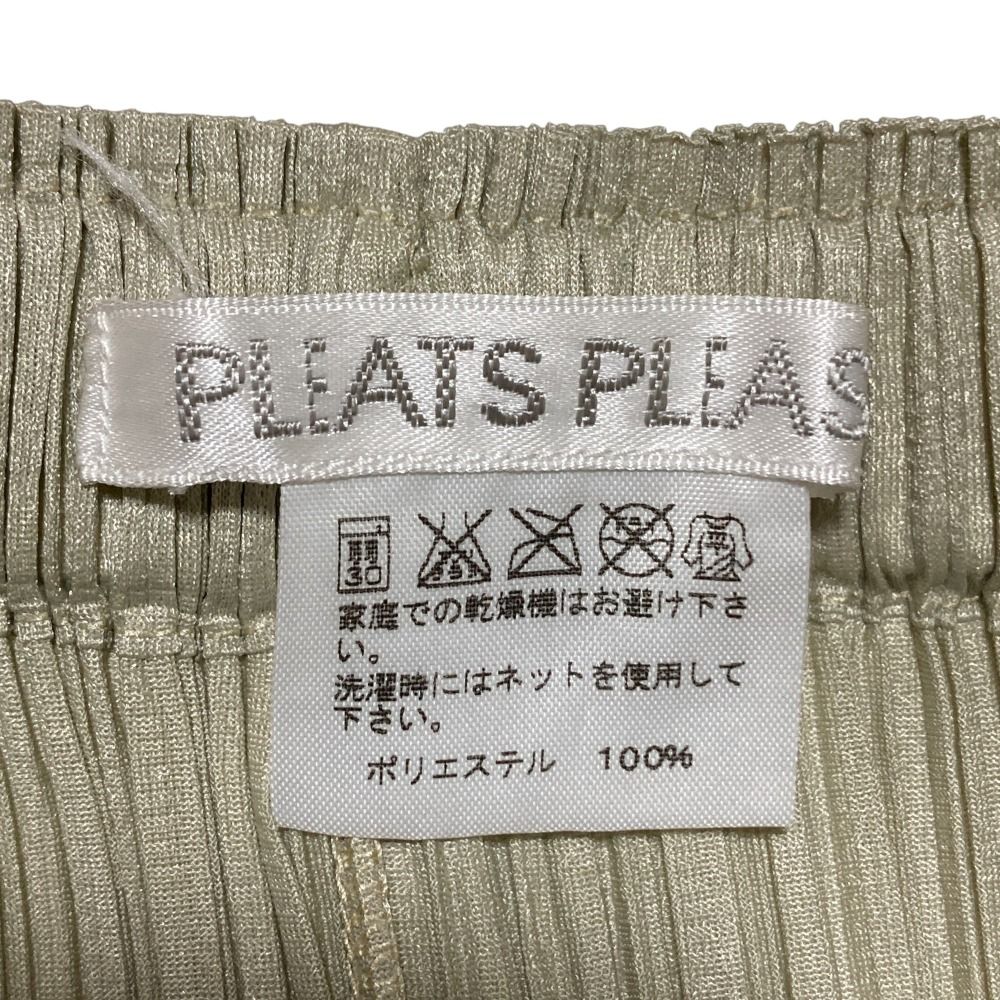 PLEATS PLEAS
弱
30
家庭での乾燥機はお避け下さ
い。
洗濯時にはネットを使用して
下さい。
ポリエステル 100%